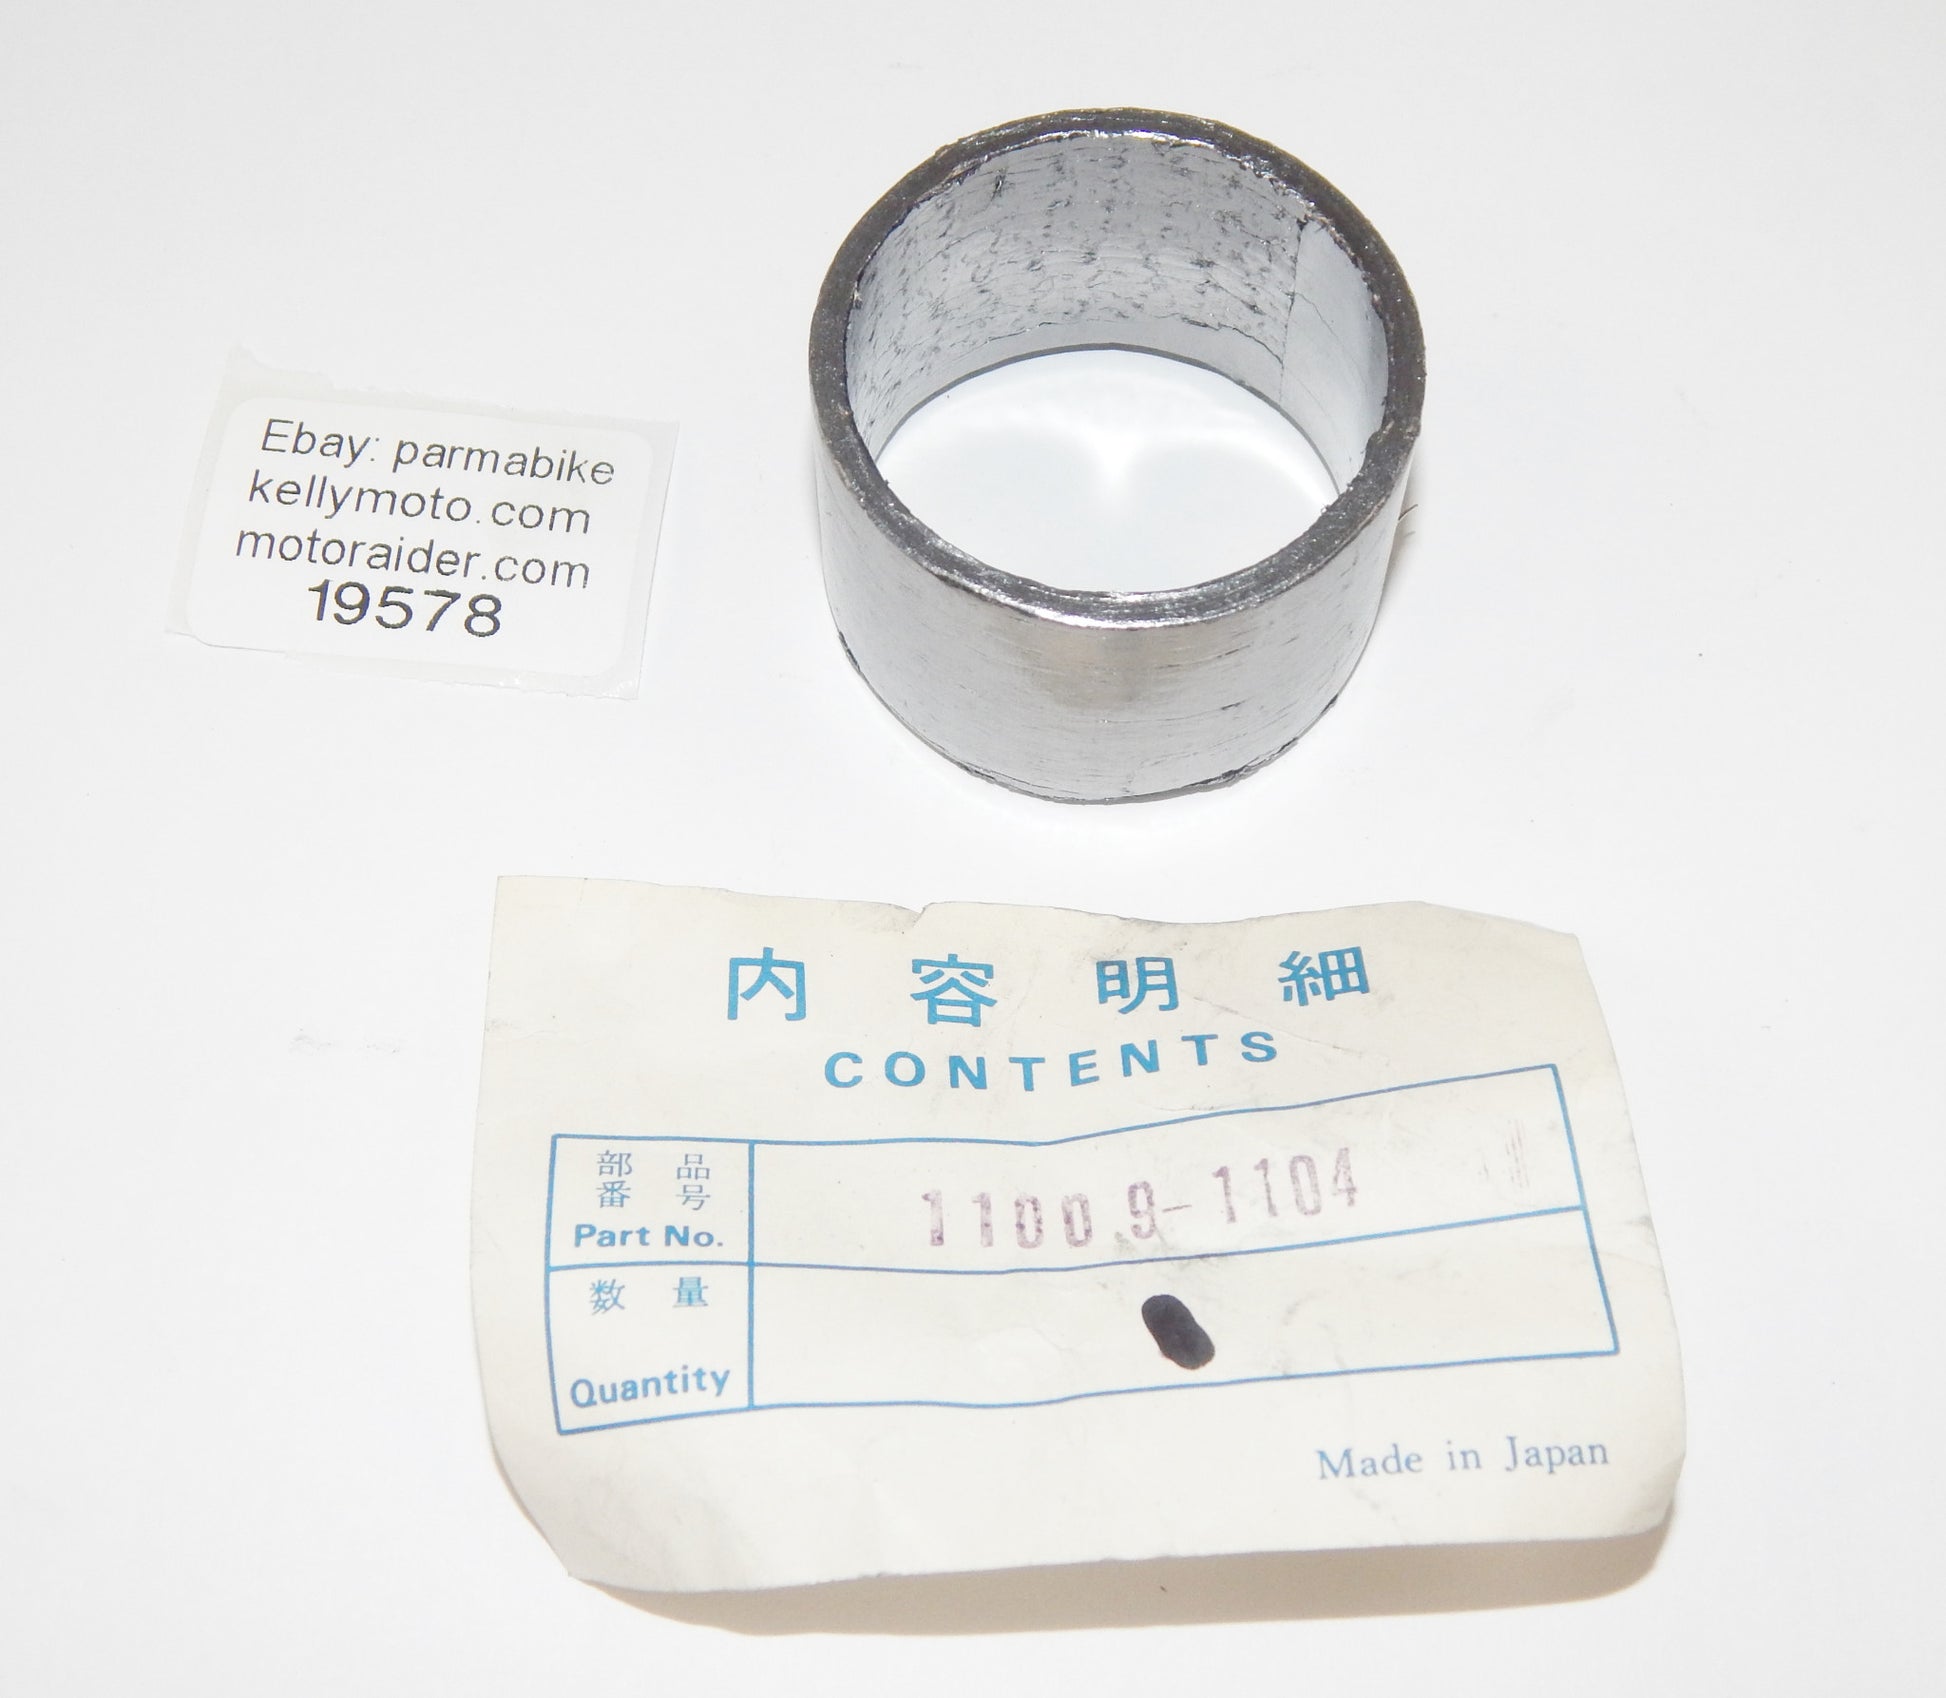 Ebay: parmabike
kellymoto.com
motoraider.com
19578
内容明細
CONTENTS
部品
番号
Part No.
11009-1104
数量
Quantity
Made in Japan